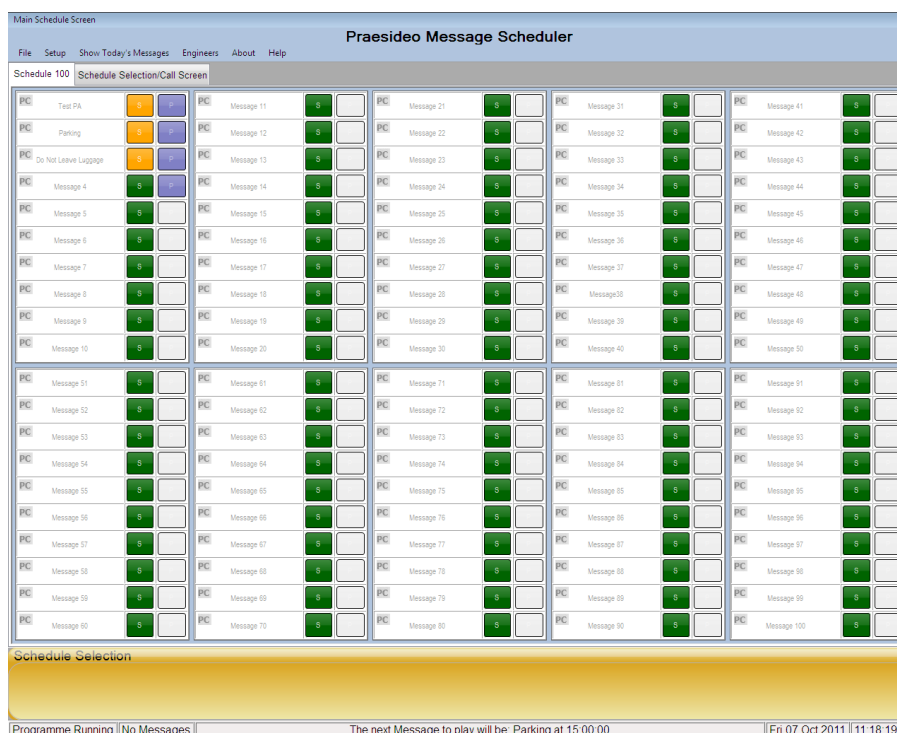 Main Schedule Screen
Praesideo Message Scheduler
File Setup Show Today's Messages Engineers About Help
Schedule 100 Schedule Selection/Call Screen
PC Test PA S P PC Message 11 S PC Message 21 S PC Message 31 S PC Message 41 S
PC Parking S P PC Message 12 S PC Message 22 S PC Message 32 S PC Message 42 S
PC Do Not Leave Luggage S P PC Message 13 S PC Message 23 S PC Message 33 S PC Message 43 S
PC Message 4 S P PC Message 14 S PC Message 24 S PC Message 34 S PC Message 44 S
PC Message 5 S PC Message 15 S PC Message 25 S PC Message 35 S PC Message 45 S
PC Message 6 S PC Message 16 S PC Message 26 S PC Message 36 S PC Message 46 S
PC Message 7 S PC Message 17 S PC Message 27 S PC Message 37 S PC Message 47 S
PC Message 8 S PC Message 18 S PC Message 28 S PC Message38 S PC Message 48 S
PC Message 9 S PC Message 19 S PC Message 29 S PC Message 39 S PC Message 49 S
PC Message 10 S PC Message 20 S PC Message 30 S PC Message 40 S PC Message 50 S
PC Message 51 S PC Message 61 S PC Message 71 S PC Message 81 S PC Message 91 S
PC Message 52 S PC Message 62 S PC Message 72 S PC Message 82 S PC Message 92 S
PC Message 53 S PC Message 63 S PC Message 73 S PC Message 83 S PC Message 93 S
PC Message 54 S PC Message 64 S PC Message 74 S PC Message 84 S PC Message 94 S
PC Message 55 S PC Message 65 S PC Message 75 S PC Message 85 S PC Message 95 S
PC Message 56 S PC Message 66 S PC Message 76 S PC Message 86 S PC Message 96 S
PC Message 57 S PC Message 67 S PC Message 77 S PC Message 87 S PC Message 97 S
PC Message 58 S PC Message 68 S PC Message 78 S PC Message 88 S PC Message 98 S
PC Message 59 S PC Message 69 S PC Message 79 S PC Message 89 S PC Message 99 S
PC Message 60 S PC Message 70 S PC Message 80 S PC Message 90 S PC Message 100 S
Schedule Selection
Programme Running No Messages The next Message to play will be: Parking at 15:00:00 Fri 07 Oct 2011 11:18:19